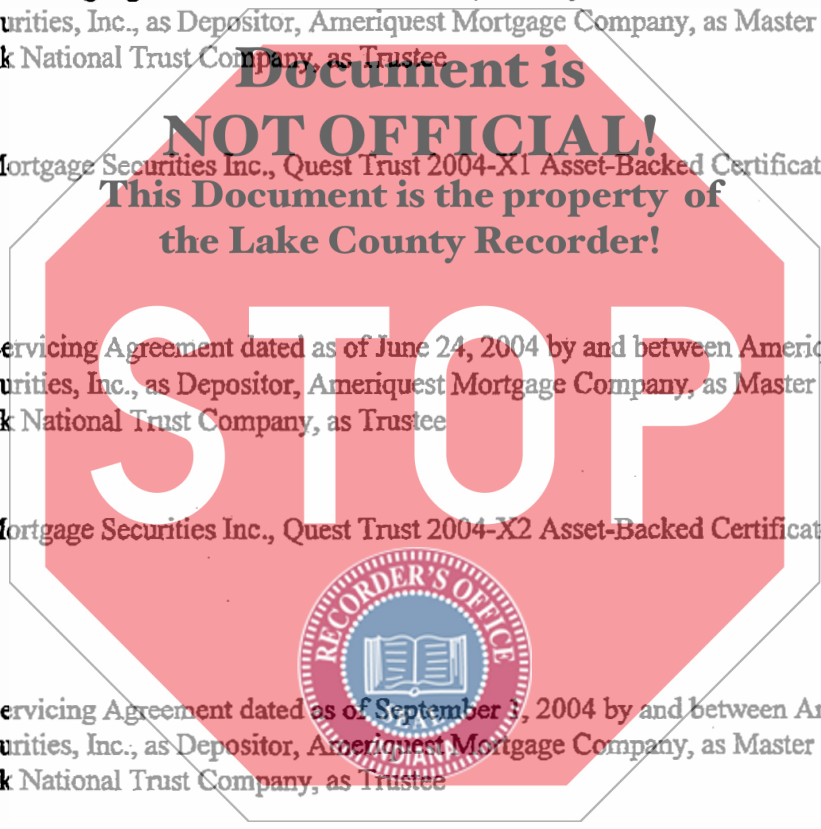 urities, Inc., as Depositor, Ameriquest Mortgage Company, as Master
k National Trust Company, as Trustee
Document is
NOT OFFICIAL!
ortgage Securities Inc., Quest Trust 2004-X1 Asset-Backed Certificat
This Document is the property of
the Lake County Recorder!
STOP
ervicing Agreement dated as of June 24, 2004 by and between Ameri
urities, Inc., as Depositor, Ameriquest Mortgage Company, as Master
k National Trust Company, as Trustee
ortgage Securities Inc., Quest Trust 2004-X2 Asset-Backed Certificat
RECORDER'S OFFICE
ervicing Agreement dated as of September 1, 2004 by and between A
urities, Inc., as Depositor, Ameriquest Mortgage Company, as Master
k National Trust Company, as Trustee